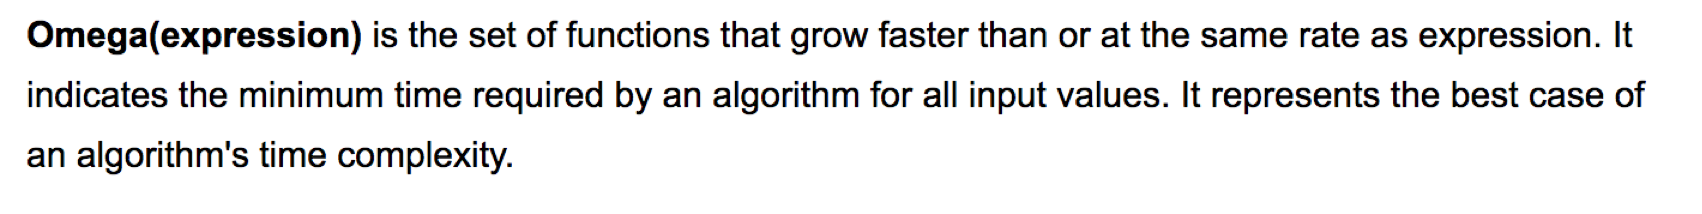 Omega(expression) is the set of functions that grow faster than or at the same rate as expression. It
indicates the minimum time required by an algorithm for all input values. It represents the best case of
an algorithm's time complexity.